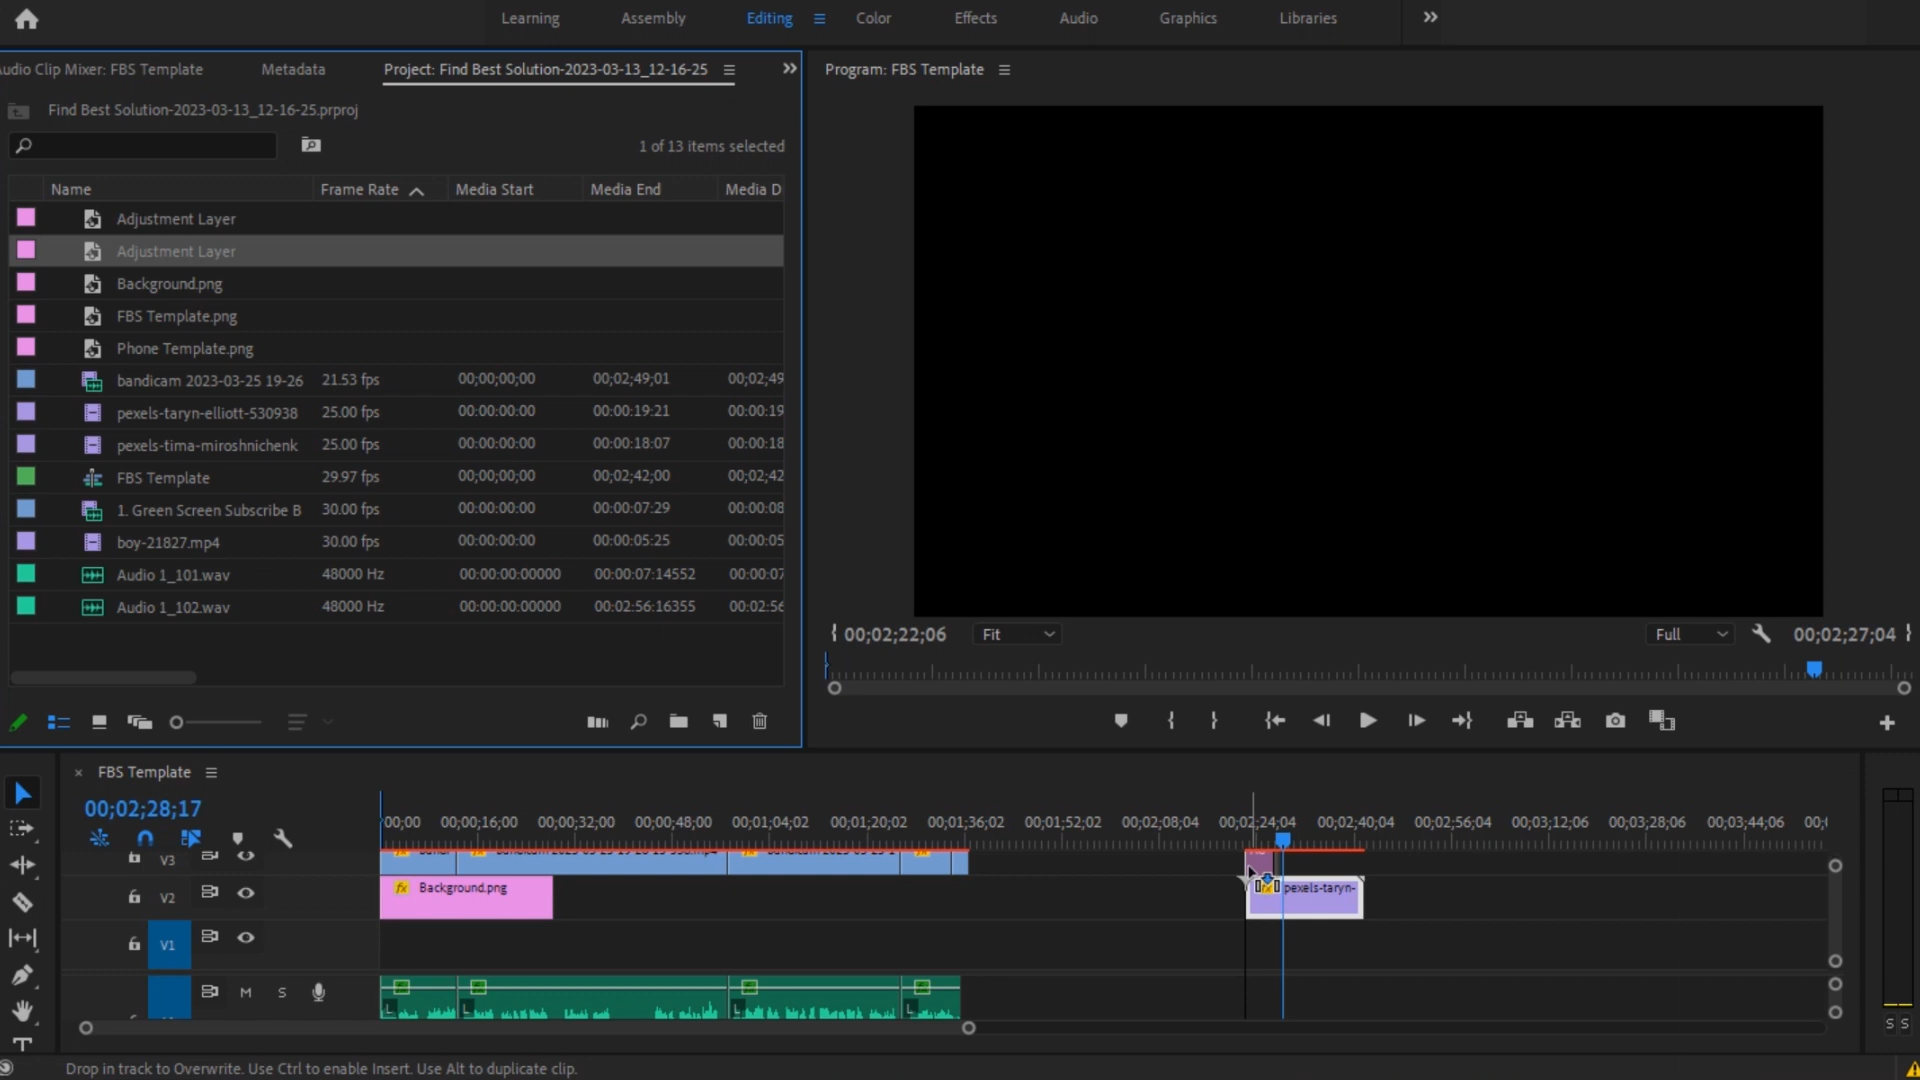 Learning
Assembly
Editing
Color
Effects
Audio
Graphics
Libraries
udio Clip Mixer: FBS Template
Metadata
Project: Find Best Solution-2023-03-13_12-16-25
Program: FBS Template
Find Best Solution-2023-03-13_12-16-25.prproj
1 of 13 items selected
Name Frame Rate Media Start Media End Media D
Adjustment Layer
Adjustment Layer
Background.png
FBS Template.png
Phone Template.png
bandicam 2023-03-25 19-26 21.53 fps 00;00;00;00 00;02;49;01 00;02;49
pexels-taryn-elliott-530938 25.00 fps 00:00:00:00 00:00:19:21 00:00:19
pexels-tima-miroshnichenk 25.00 fps 00:00:00:00 00:00:18:07 00:00:18
FBS Template 29.97 fps 00;00;00;00 00;02;42;00 00;02;42
1. Green Screen Subscribe B 30.00 fps 00:00:00:00 00:00:07:29 00:00:08
boy-21827.mp4 30.00 fps 00:00:00:00 00:00:05:25 00:00:05
Audio 1_101.wav 48000 Hz 00:00:00:00000 00:00:07:14552 00:00:07
Audio 1_102.wav 48000 Hz 00:00:00:00000 00:02:56:16355 00:02:56
00;02;22;06 Fit Full 00;02;27;04
FBS Template
00;02;28;17
00;00 00;00;16;00 00;00;32;00 00;00;48;00 00;01;04;02 00;01;20;02 00;01;36;02 00;01;52;02 00;02;08;04 00;02;24;04 00;02;40;04 00;02;56;04 00;03;12;06 00;03;28;06 00;03;44;06 00;
V3
V2 fx Background.png fx pexels-taryn-
V1
M S
L L L L
S S
Drop in track to Overwrite. Use Ctrl to enable Insert. Use Alt to duplicate clip.